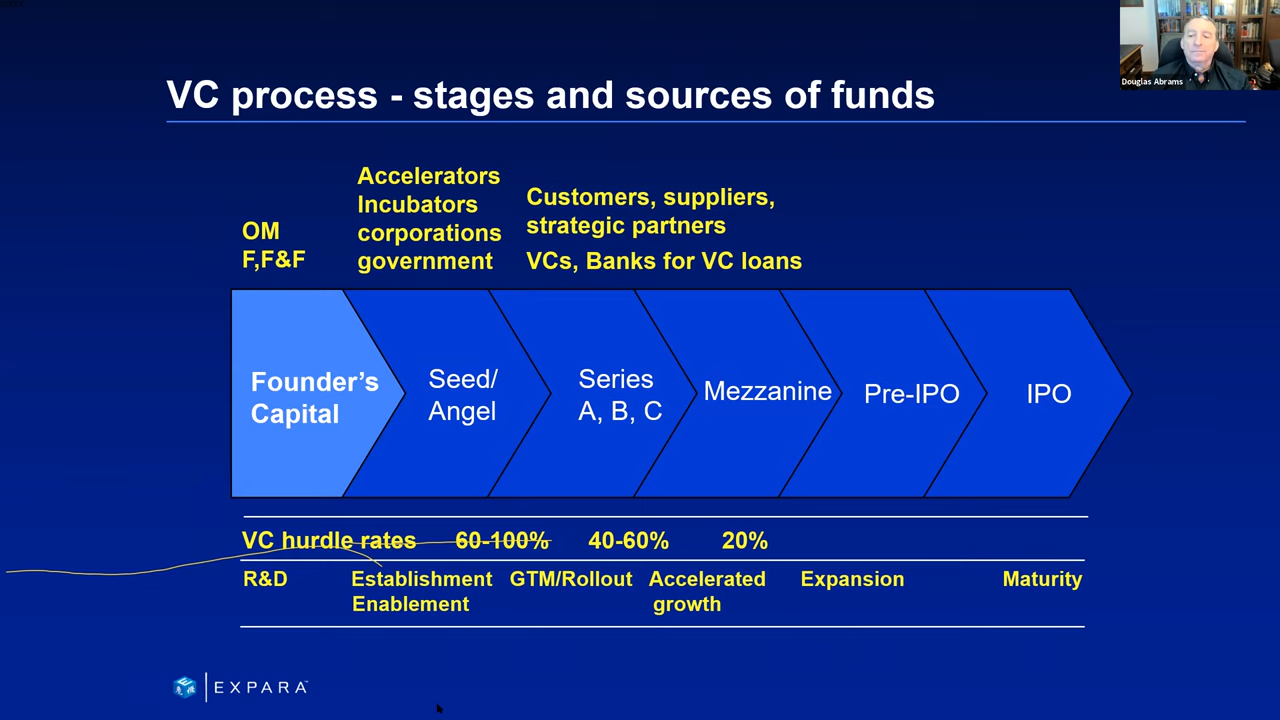 Douglas Abrams
VC process - stages and sources of funds
OM
F,F&F
Accelerators
Incubators
corporations
government
Customers, suppliers,
strategic partners
VCs, Banks for VC loans
Founder's
Capital
Seed/
Angel
Series
A, B, C
Mezzanine
Pre-IPO
IPO
VC hurdle rates 60-100% 40-60% 20%
R&D
Establishment
Enablement
GTM/Rollout
Accelerated
growth
Expansion
Maturity
EXPARA